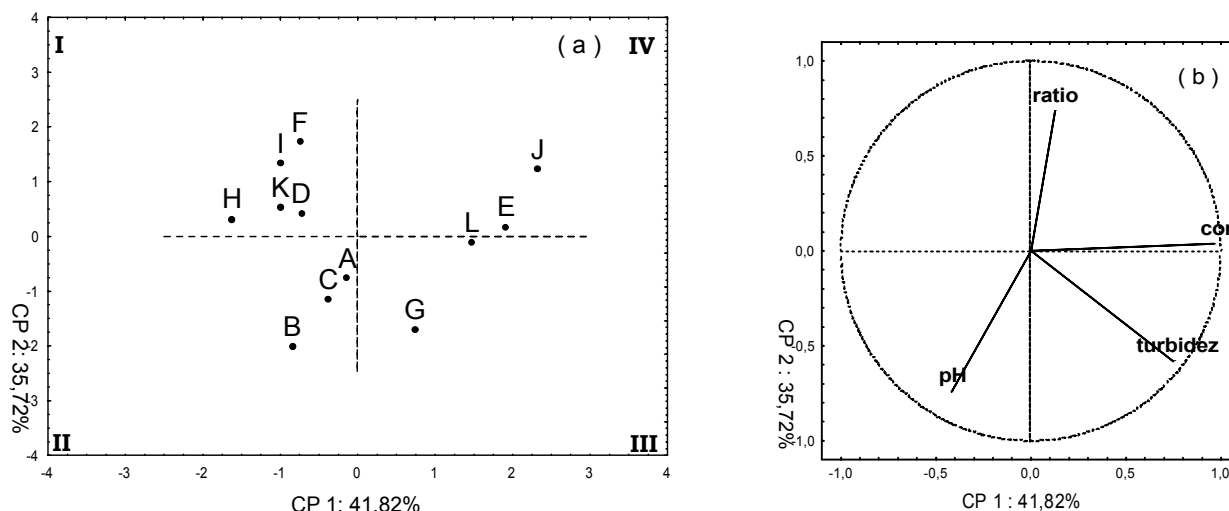 4
I ( a ) IV
3
2
F
I
J
1
K D
H
E
0
L
A
C
-1
G
B
-2
-3
II III
-4
-4 -3 -2 -1 0 1 2 3 4
CP 2: 35,72%
CP 1: 41,82%
1,0
( b )
ratio
0,5
cor
0,0
turbidez
-0,5
pH
-1,0
-1,0 -0,5 0,0 0,5 1,0
CP 2 : 35,72%
CP 1 : 41,82%